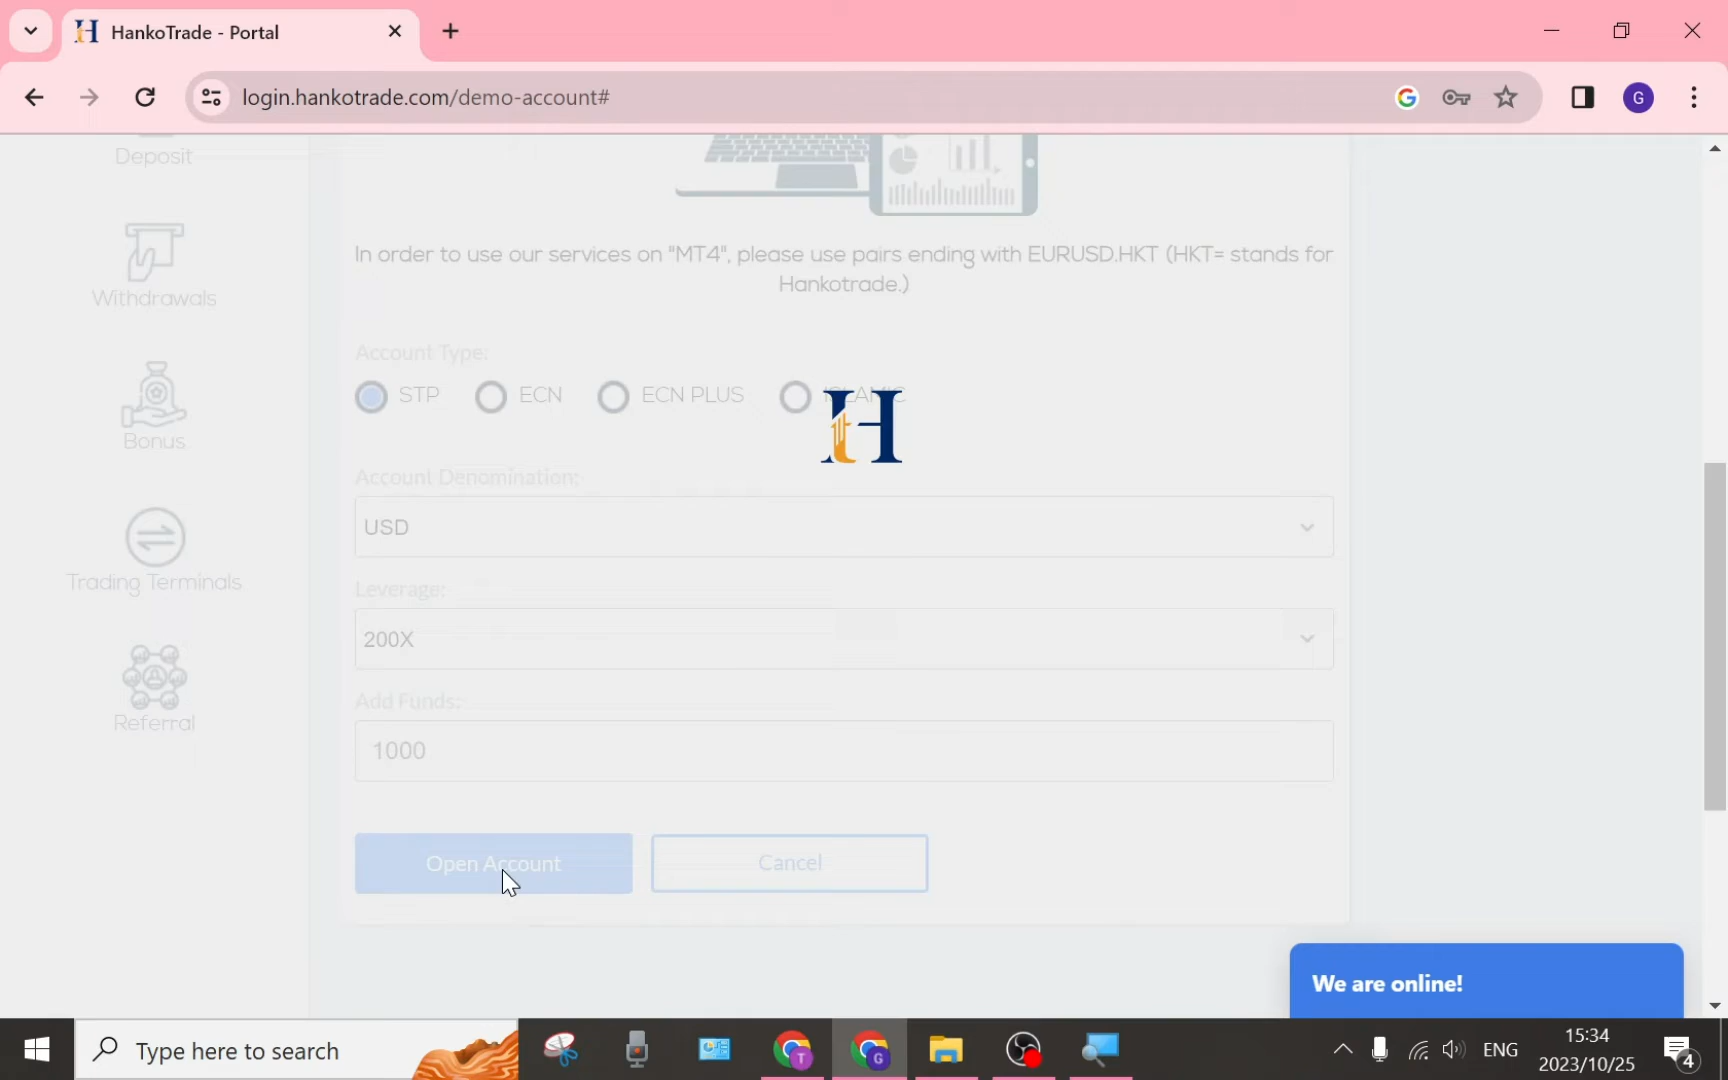 HankoTrade - Portal
login.hankotrade.com/demo-account#
G
Deposit
Withdrawals
Bonus
Trading Terminals
Referral
In order to use our services on "MT4", please use pairs ending with EURUSD.HKT (HKT= stands for
Hankotrade.)
Account Type:
STP ECN ECN PLUS ISLAMIC
Account Denomination:
USD
Leverage:
200X
Add Funds:
1000
Open Account Cancel
We are online!
Type here to search
T
G
ENG
15:34
2023/10/25
4